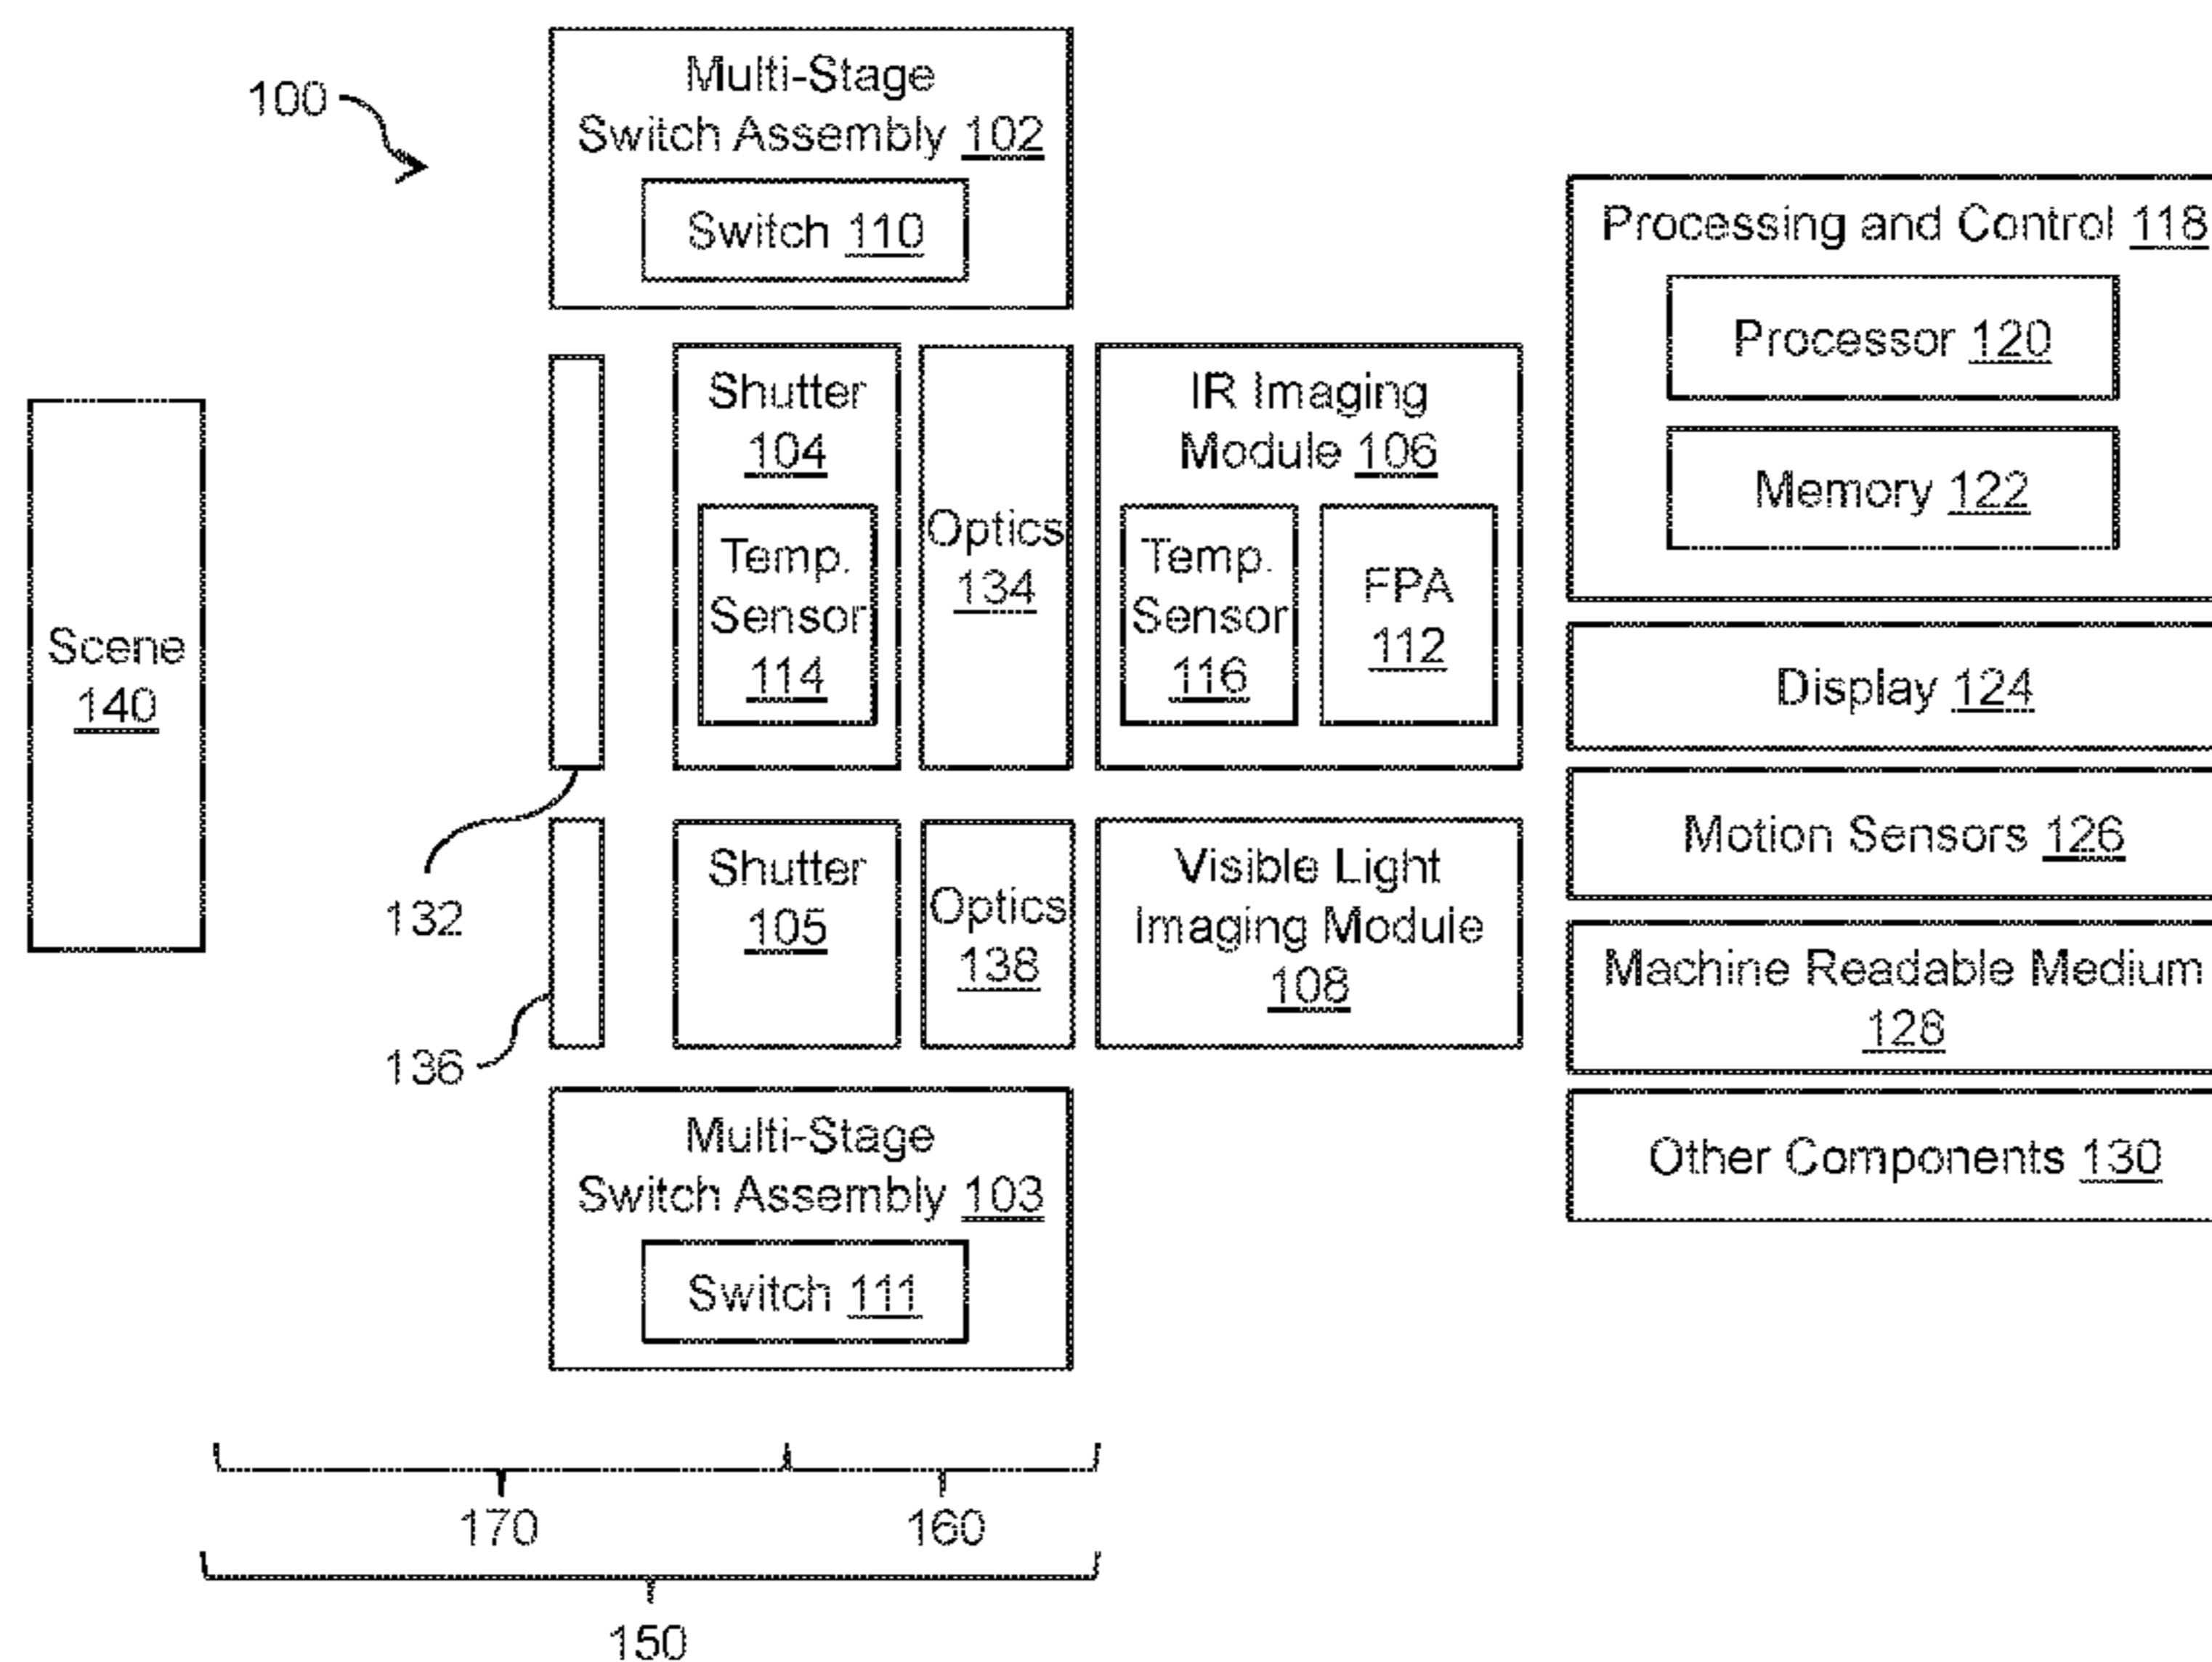 100
Multi-Stage
Switch Assembly 102
Switch 110
Scene
140
Shutter
104
Temp.
Sensor
114
Optics
134
IR Imaging
Module 106
Temp.
Sensor
116
FPA
112
132
136
Shutter
105
Optics
138
Visible Light
Imaging Module
108
Multi-Stage
Switch Assembly 103
Switch 111
Processing and Control 118
Processor 120
Memory 122
Display 124
Motion Sensors 126
Machine Readable Medium
128
Other Components 130
170
160
150